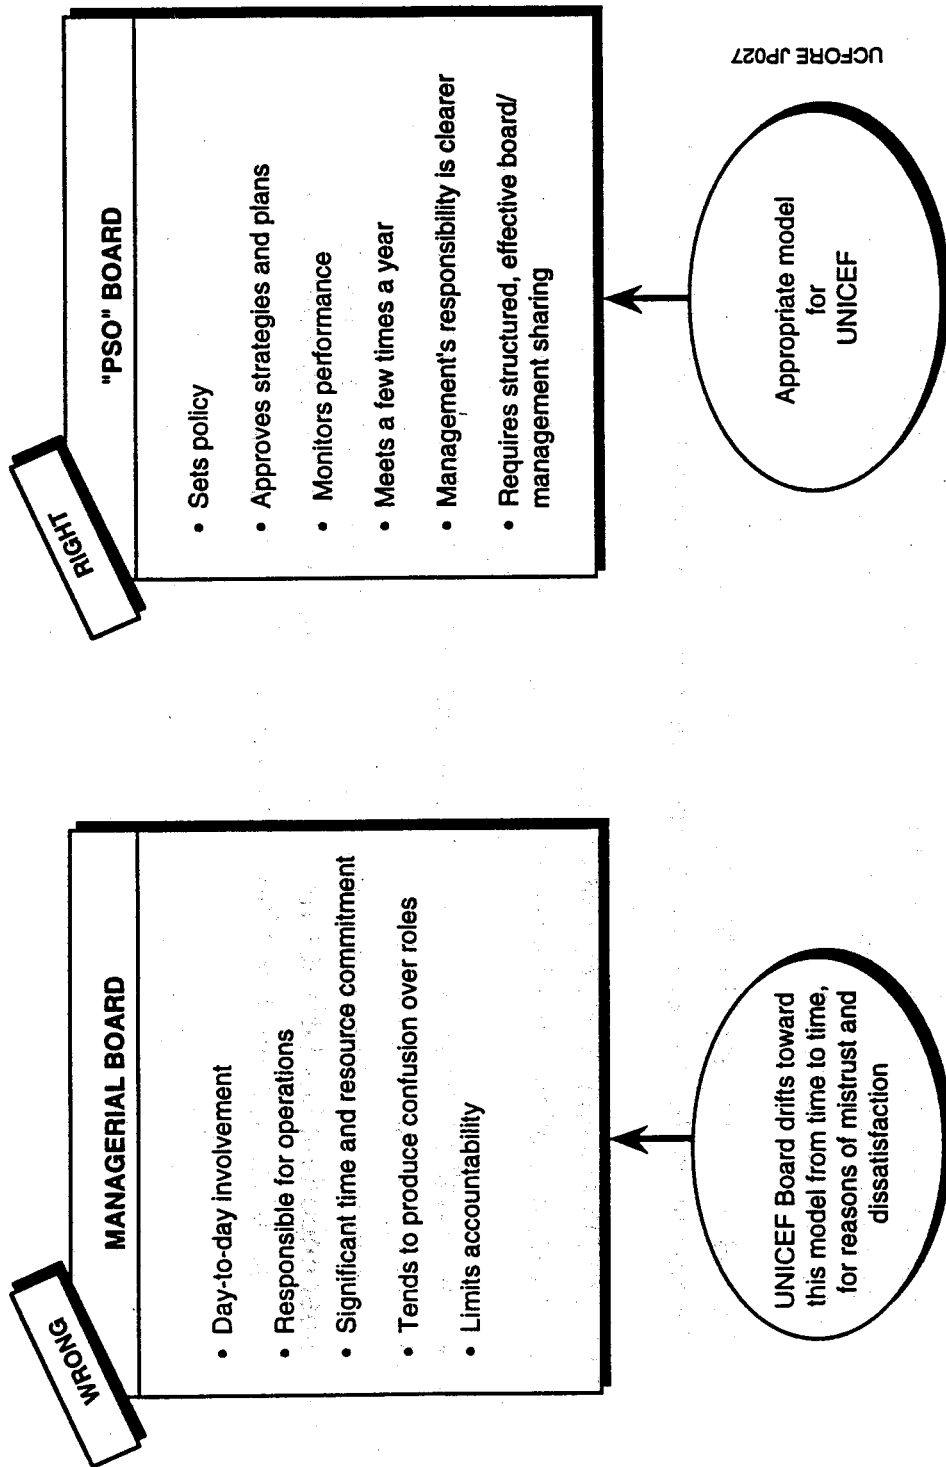 WRONG
MANAGERIAL BOARD
• Day-to-day involvement
• Responsible for operations
• Significant time and resource commitment
• Tends to produce confusion over roles
• Limits accountability
UNICEF Board drifts toward
this model from time to time,
for reasons of mistrust and
dissatisfaction
RIGHT
"PSO" BOARD
• Sets policy
• Approves strategies and plans
• Monitors performance
• Meets a few times a year
• Management's responsibility is clearer
• Requires structured, effective board/
management sharing
Appropriate model
for
UNICEF
UCFORE JP027